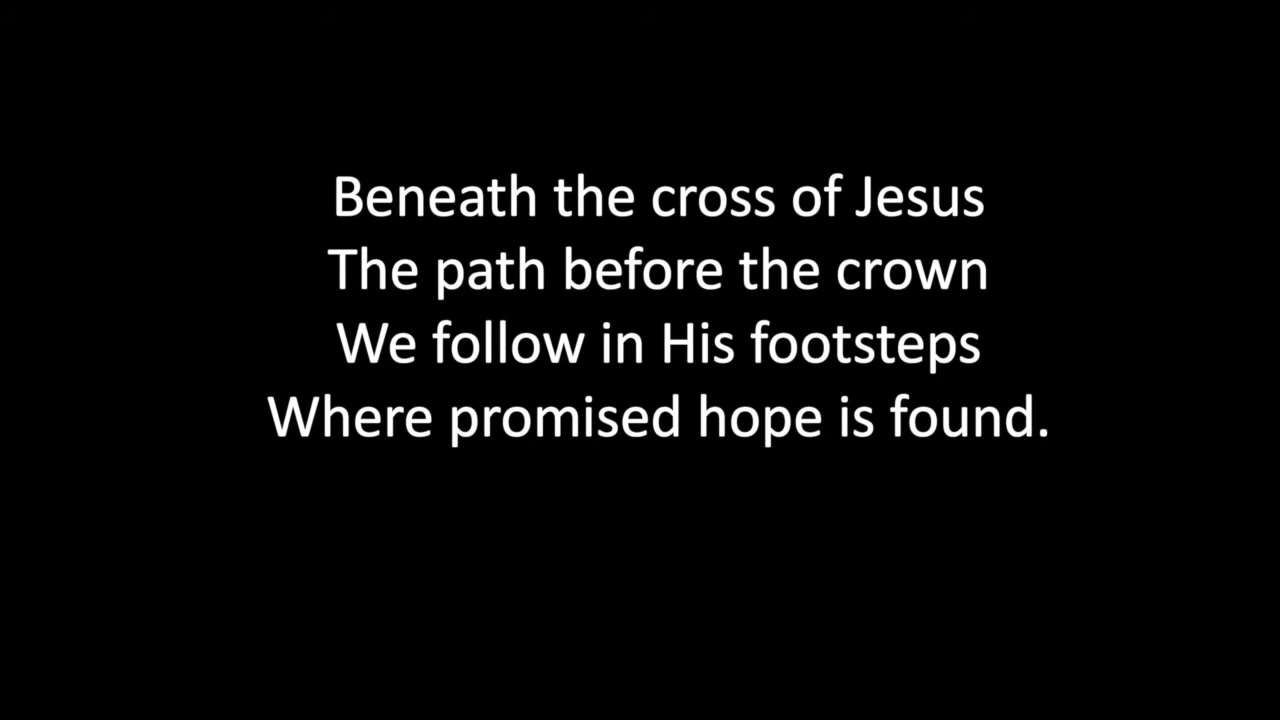 Beneath the cross of Jesus
The path before the crown
We follow in His footsteps
Where promised hope is found.